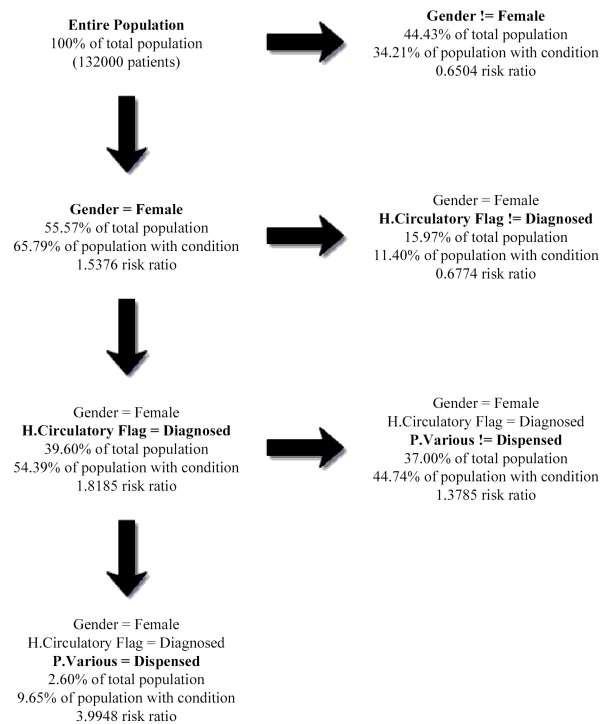 Entire Population
100% of total population
(132000 patients)
Gender != Female
44.43% of total population
34.21% of population with condition
0.6504 risk ratio
Gender = Female
55.57% of total population
65.79% of population with condition
1.5376 risk ratio
Gender = Female
H.Circulatory Flag != Diagnosed
15.97% of total population
11.40% of population with condition
0.6774 risk ratio
Gender = Female
H.Circulatory Flag = Diagnosed
39.60% of total population
54.39% of population with condition
1.8185 risk ratio
Gender = Female
H.Circulatory Flag = Diagnosed
P.Various != Dispensed
37.00% of total population
44.74% of population with condition
1.3785 risk ratio
Gender = Female
H.Circulatory Flag = Diagnosed
P.Various = Dispensed
2.60% of total population
9.65% of population with condition
3.9948 risk ratio